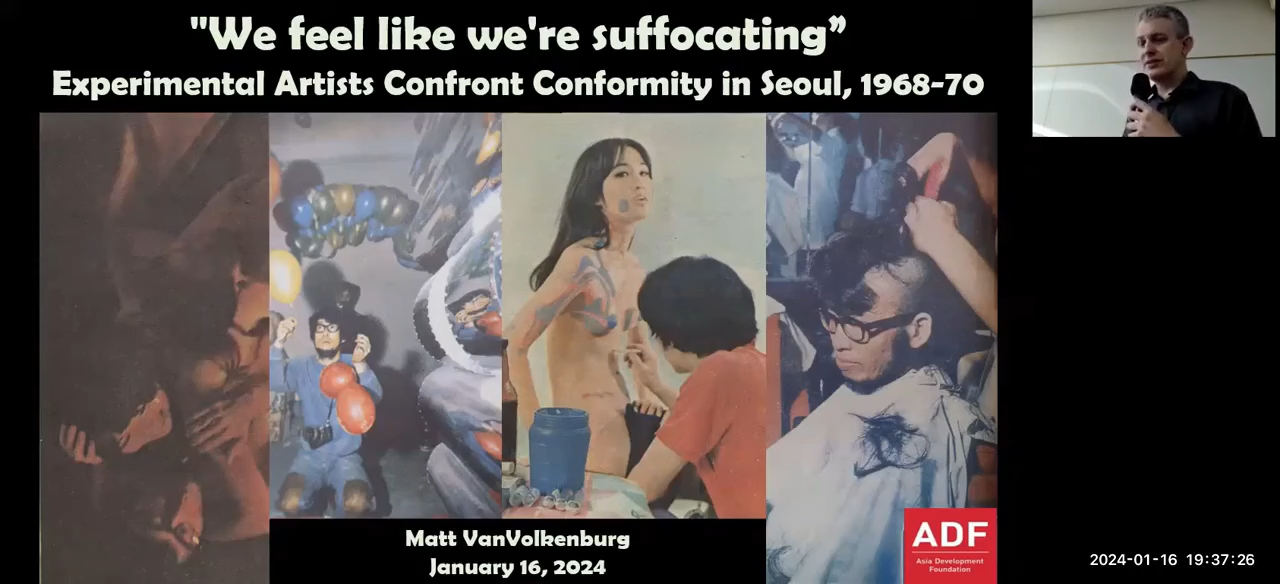 "We feel like we're suffocating”
Experimental Artists Confront Conformity in Seoul, 1968-70
Matt VanVolkenburg
January 16, 2024
ADF
Asia Development
Foundation
2024-01-16 19:37:26